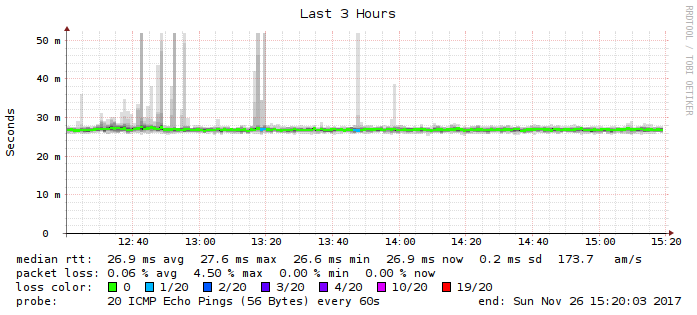 Last 3 Hours
RRDTOOL / TOBI OETIKER
Seconds
50 m
40 m
30 m
20 m
10 m
0
12:40 13:00 13:20 13:40 14:00 14:20 14:40 15:00 15:20
median rtt: 26.9 ms avg 27.6 ms max 26.6 ms min 26.9 ms now 0.2 ms sd 173.7 am/s
packet loss: 0.06 % avg 4.50 % max 0.00 % min 0.00 % now
loss color: 0 1/20 2/20 3/20 4/20 10/20 19/20
probe: 20 ICMP Echo Pings (56 Bytes) every 60s end: Sun Nov 26 15:20:03 2017